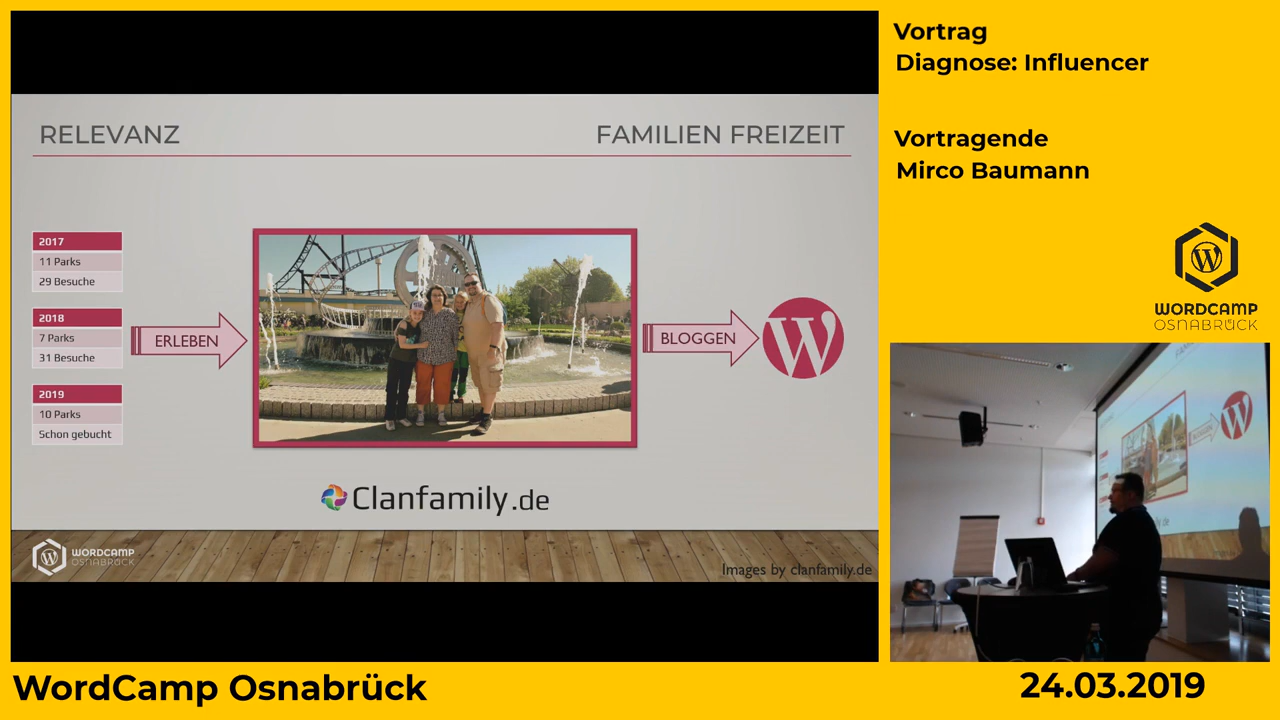 Vortrag
Diagnose: Influencer
Vortragende
Mirco Baumann
WORDCAMP
OSNABRÜCK
RELEVANZ
FAMILIEN FREIZEIT
2017
11 Parks
29 Besuche
2018
7 Parks
31 Besuche
2019
10 Parks
Schon gebucht
ERLEBEN
BLOGGEN
Clanfamily.de
WORDCAMP
OSNABRÜCK
Images by clanfamily.de
WordCamp Osnabrück
24.03.2019